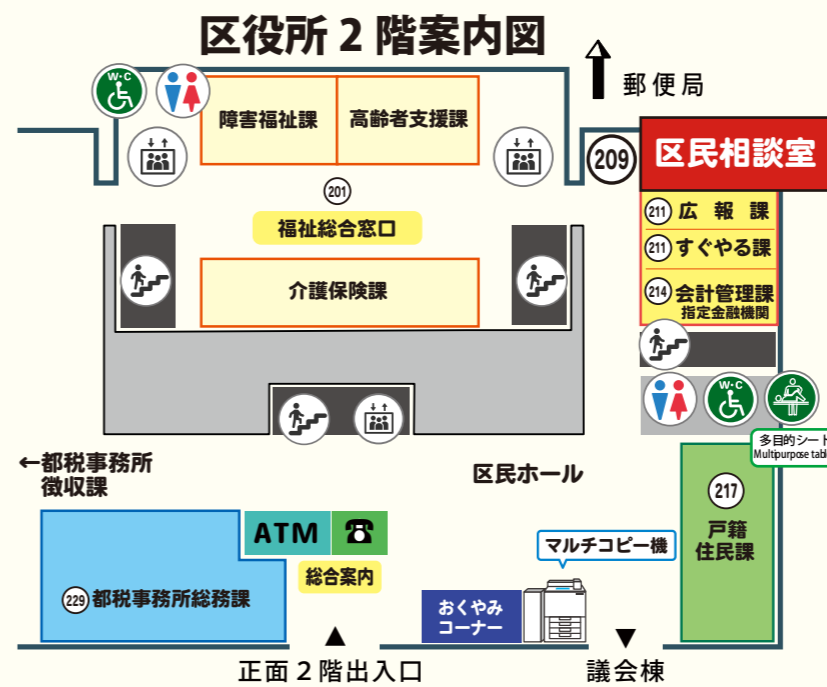 区役所２階案内図
郵便局
W・C
障害福祉課
高齢者支援課
209
区民相談室
201
福祉総合窓口
211 広報課
211 すぐやる課
214 会計管理課
指定金融機関
介護保険課
W・C
多目的シート
Multipurpose table
←都税事務所
徴収課
区民ホール
217
戸籍
住民課
ATM
総合案内
マルチコピー機
229 都税事務所総務課
おくやみ
コーナー
▲
正面２階出入口
▼
議会棟